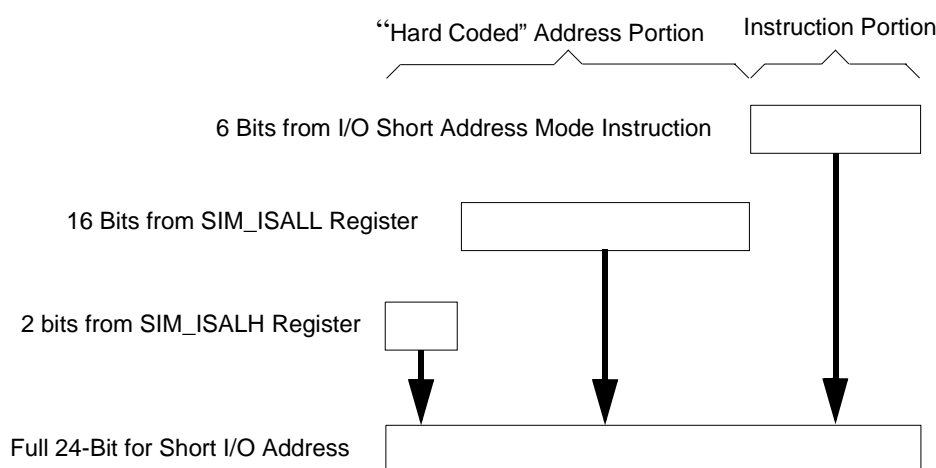 “Hard Coded” Address Portion
Instruction Portion
6 Bits from I/O Short Address Mode Instruction
16 Bits from SIM_ISALL Register
2 bits from SIM_ISALH Register
Full 24-Bit for Short I/O Address